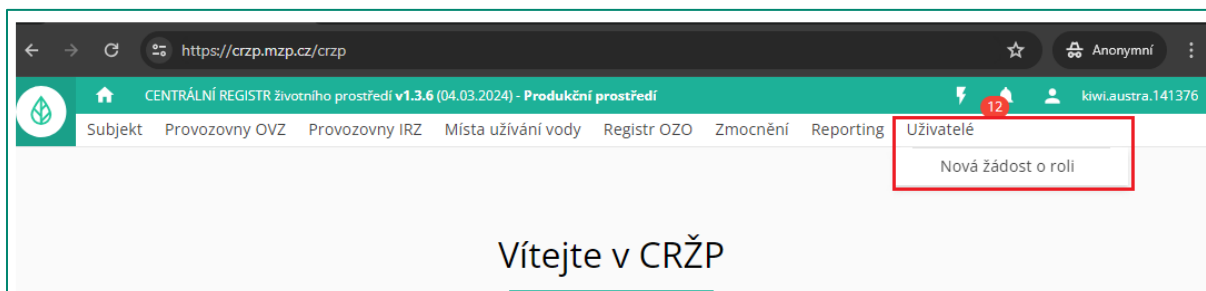 https://crzp.mzp.cz/crzp Anonymní
CENTRÁLNÍ REGISTR životního prostředí v1.3.6 (04.03.2024) - Produkční prostředí 12 kiwi.austra.141376
Subjekt Provozovny OVZ Provozovny IRZ Místa užívání vody Registr OZO Zmocnění Reporting Uživatelé
Nová žádost o roli
Vítejte v CRŽP